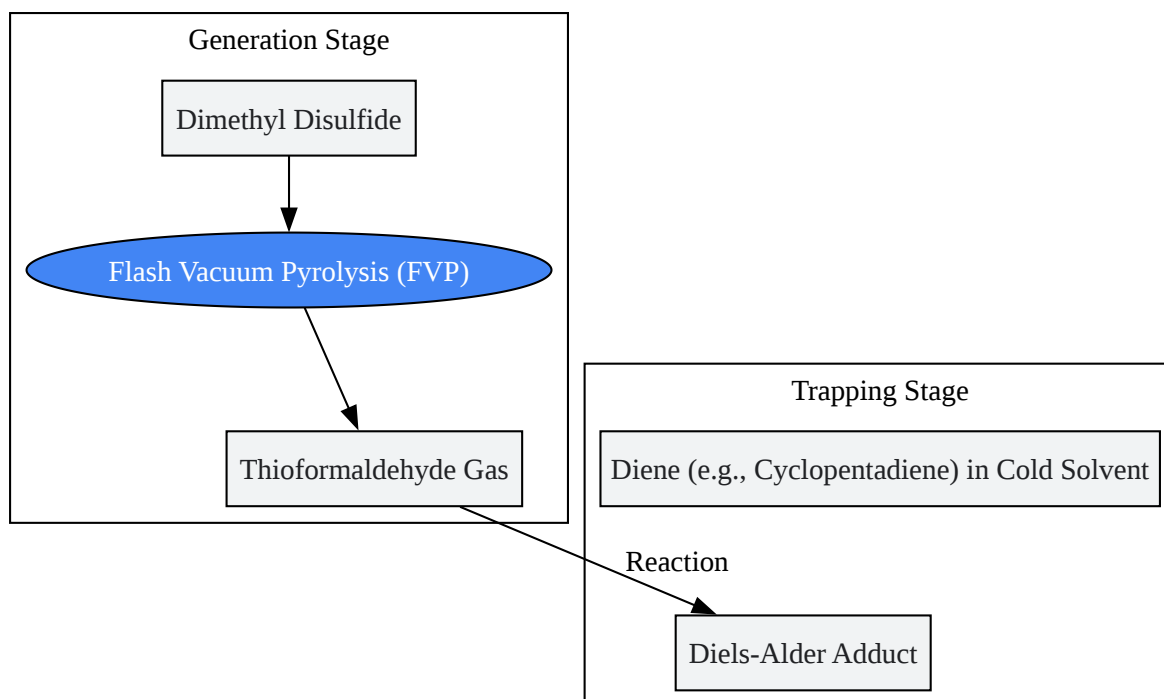 Generation Stage
Dimethyl Disulfide
Flash Vacuum Pyrolysis (FVP)
Thioformaldehyde Gas
Trapping Stage
Diene (e.g., Cyclopentadiene) in Cold Solvent
Reaction
Diels-Alder Adduct